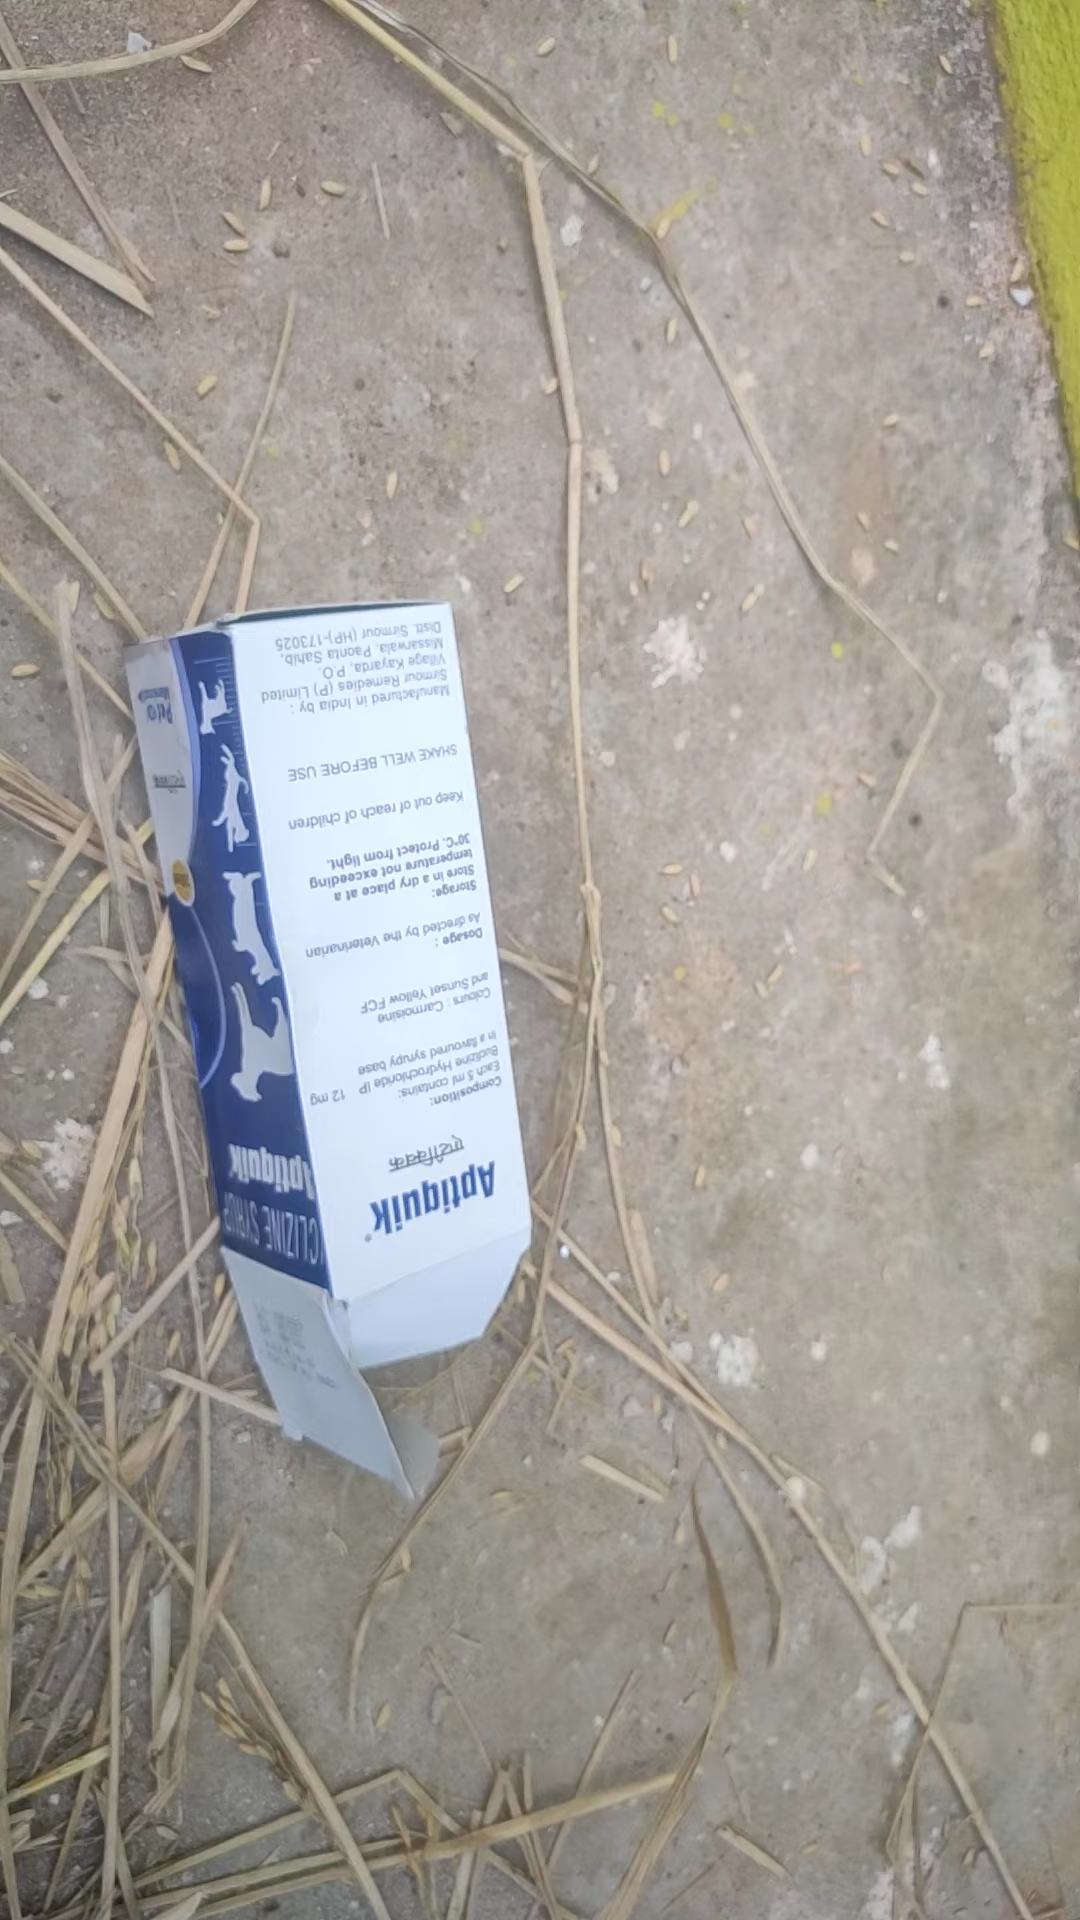 Aptiquik®
एप्टीक्विक
Composition:
Each 5 ml contains:
Buclizine Hydrochloride IP 12 mg
in a flavoured syrupy base
Colours : Carmoisine
and Sunset Yellow FCF
Dosage :
As directed by the Veterinarian
Storage:
Store in a dry place at a
temperature not exceeding
30°C. Protect from light.
Keep out of reach of children
SHAKE WELL BEFORE USE
Manufactured in India by :
Sirmour Remedies (P) Limited
Village Kayarda, P.O.
Missarwala, Paonta Sahib,
Distt. Sirmour (HP)-173025
CLIZINE SYRUP
Aptiquik
Pet